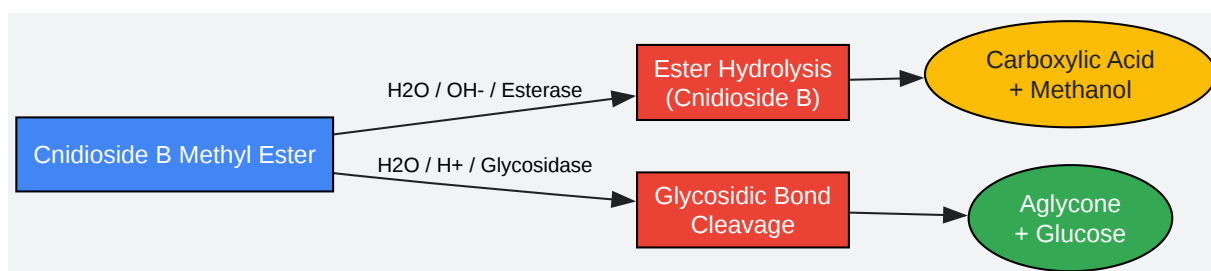 Cnidioside B Methyl Ester
H2O / OH- / Esterase
H2O / H+ / Glycosidase
Ester Hydrolysis
(Cnidioside B)
Glycosidic Bond
Cleavage
Carboxylic Acid
+ Methanol
Aglycone
+ Glucose